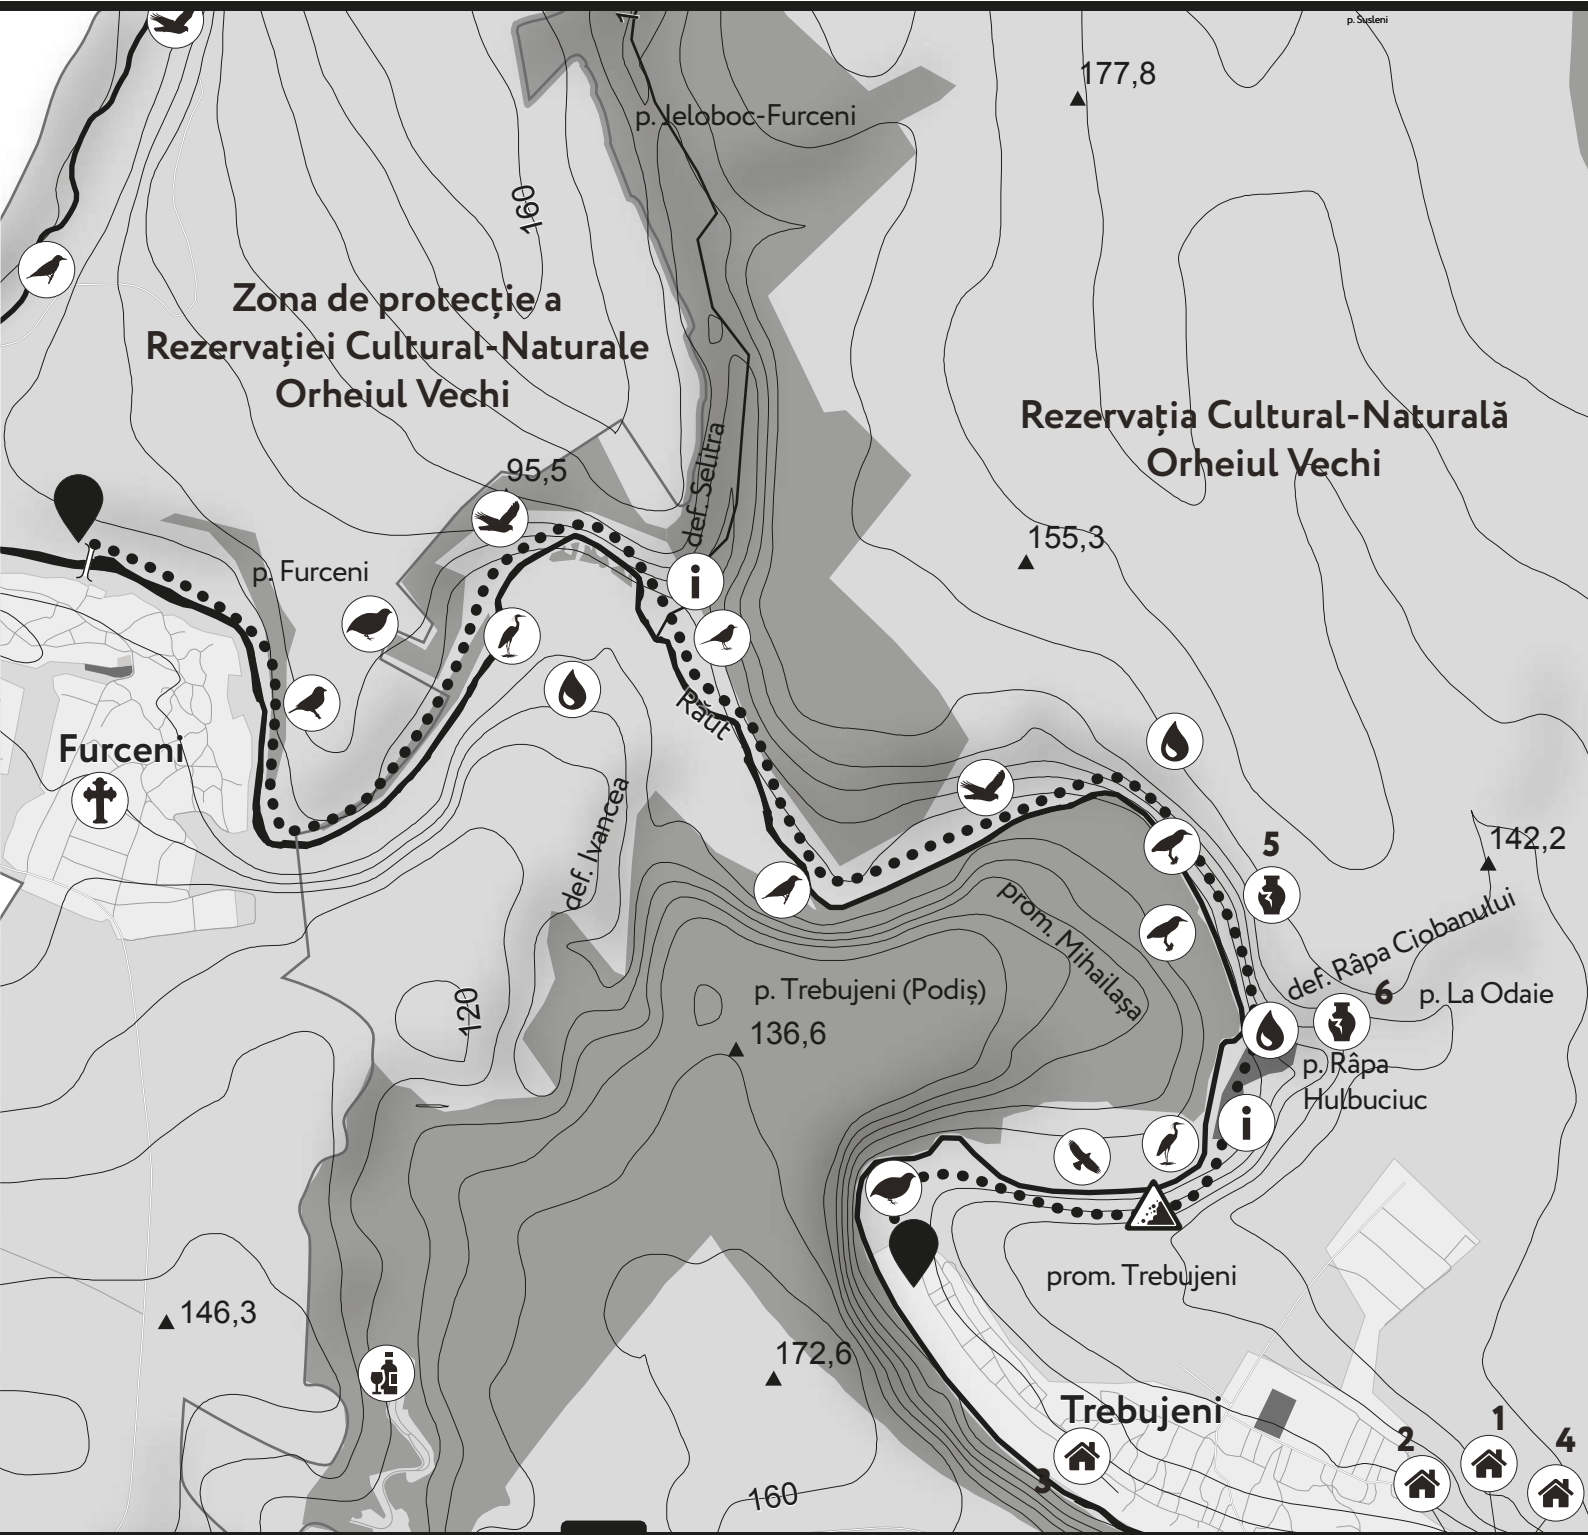 p. Susleni
177,8
p. Jeloboc-Furceni
160
Zona de protecție a
Rezervației Cultural-Naturale
Orheiul Vechi
Rezervația Cultural-Naturală
Orheiul Vechi
def. Selitra
95,5
155,3
p. Furceni
i
Răut
Furceni
def. Ivancea
5
142,2
prom. Mihailașa
def. Râpa Ciobanului
p. Trebujeni (Podiș)
6
p. La Odaie
120
136,6
p. Râpa
Hulbuciuc
i
prom. Trebujeni
146,3
172,6
Trebujeni
1
2
4
3
160